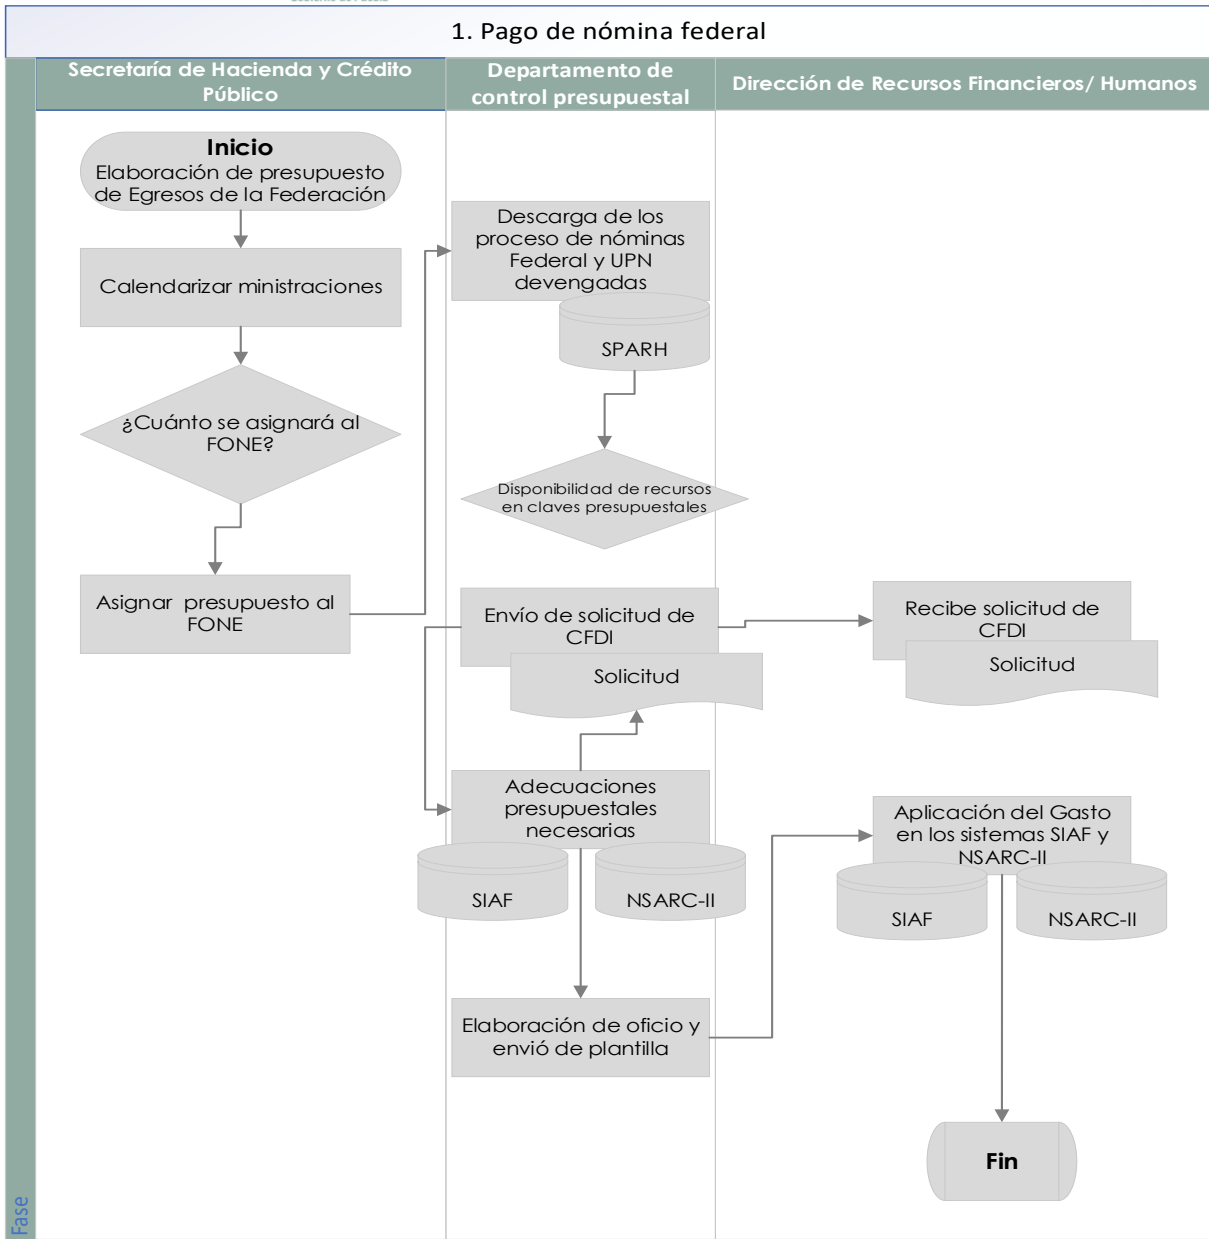 1. Pago de nómina federal
Secretaría de Hacienda y Crédito
Público
Departamento de
control presupuestal
Dirección de Recursos Financieros/ Humanos
Inicio
Elaboración de presupuesto
de Egresos de la Federación
Calendarizar ministraciones
¿Cuánto se asignará al
FONE?
Asignar presupuesto al
FONE
Descarga de los
proceso de nóminas
Federal y UPN
devengadas
SPARH
Disponibilidad de recursos
en claves presupuestales
Envío de solicitud de
CFDI
Solicitud
Adecuaciones
presupuestales
necesarias
SIAF
NSARC-II
Elaboración de oficio y
envió de plantilla
Recibe solicitud de
CFDI
Solicitud
Aplicación del Gasto
en los sistemas SIAF y
NSARC-II
SIAF
NSARC-II
Fin
Fase